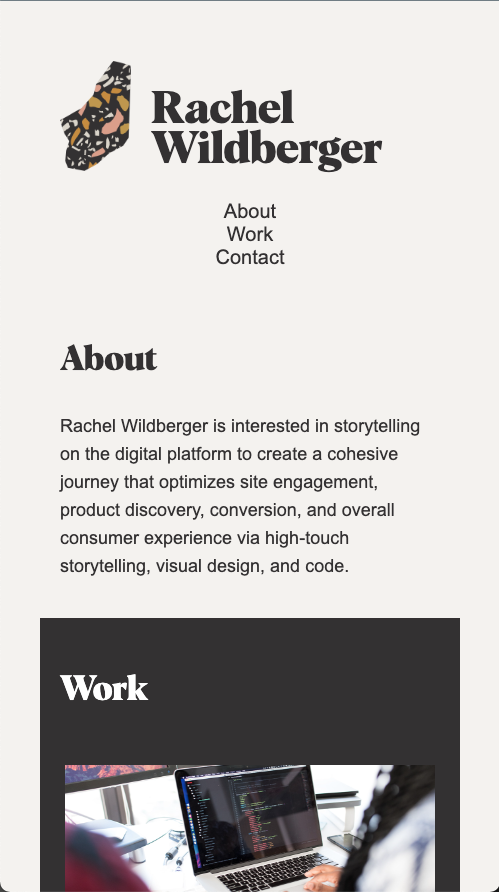 Rachel
Wildberger
About
Work
Contact
About
Rachel Wildberger is interested in storytelling
on the digital platform to create a cohesive
journey that optimizes site engagement,
product discovery, conversion, and overall
consumer experience via high-touch
storytelling, visual design, and code.
Work